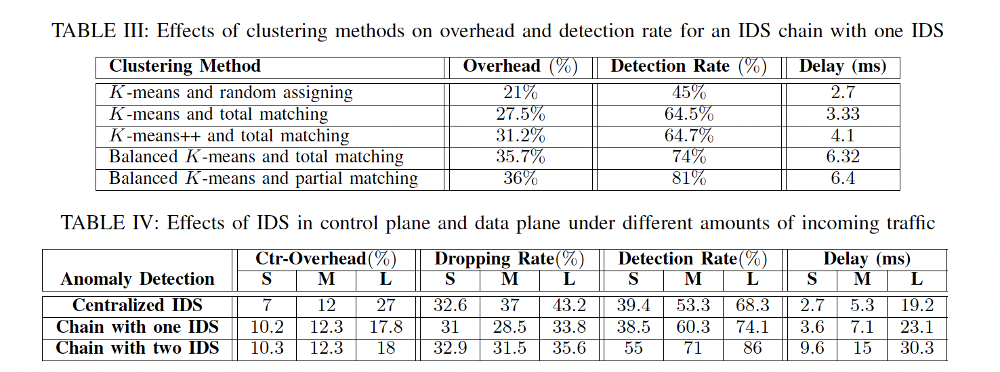 TABLE III: Effects of clustering methods on overhead and detection rate for an IDS chain with one IDS
Clustering Method Overhead (%) Detection Rate (%) Delay (ms)
K-means and random assigning 21% 45% 2.7
K-means and total matching 27.5% 64.5% 3.33
K-means++ and total matching 31.2% 64.7% 4.1
Balanced K-means and total matching 35.7% 74% 6.32
Balanced K-means and partial matching 36% 81% 6.4
TABLE IV: Effects of IDS in control plane and data plane under different amounts of incoming traffic
Ctr-Overhead(%) Dropping Rate(%) Detection Rate(%) Delay (ms)
Anomaly Detection S M L S M L S M L S M L
Centralized IDS 7 12 27 32.6 37 43.2 39.4 53.3 68.3 2.7 5.3 19.2
Chain with one IDS 10.2 12.3 17.8 31 28.5 33.8 38.5 60.3 74.1 3.6 7.1 23.1
Chain with two IDS 10.3 12.3 18 32.9 31.5 35.6 55 71 86 9.6 15 30.3